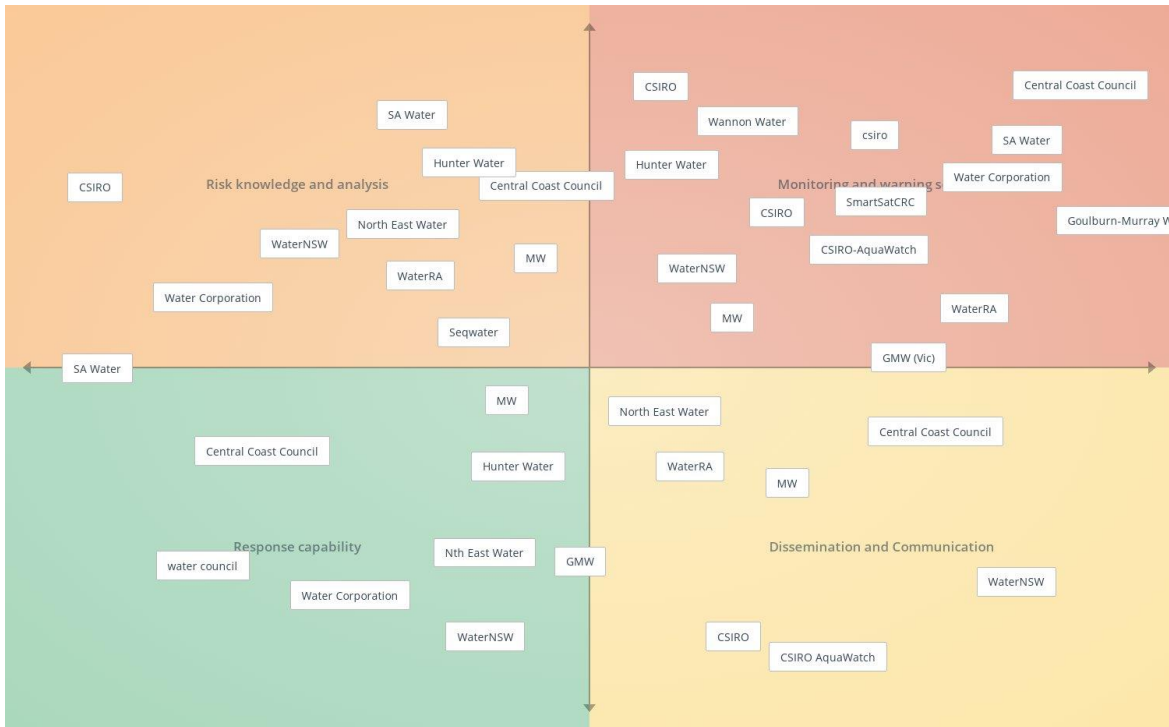 SA Water
Hunter Water
CSIRO
Risk knowledge and analysis
Central Coast Council
North East Water
WaterNSW
MW
WaterRA
Water Corporation
Seqwater
SA Water
CSIRO
Central Coast Council
Wannon Water
csiro
SA Water
Hunter Water
Water Corporation
Monitoring and warning s
SmartSatCRC
CSIRO
Goulburn-Murray W
CSIRO-AquaWatch
WaterNSW
WaterRA
MW
GMW (Vic)
MW
Central Coast Council
Hunter Water
Response capability
Nth East Water
GMW
water council
Water Corporation
WaterNSW
North East Water
Central Coast Council
WaterRA
MW
Dissemination and Communication
WaterNSW
CSIRO
CSIRO AquaWatch